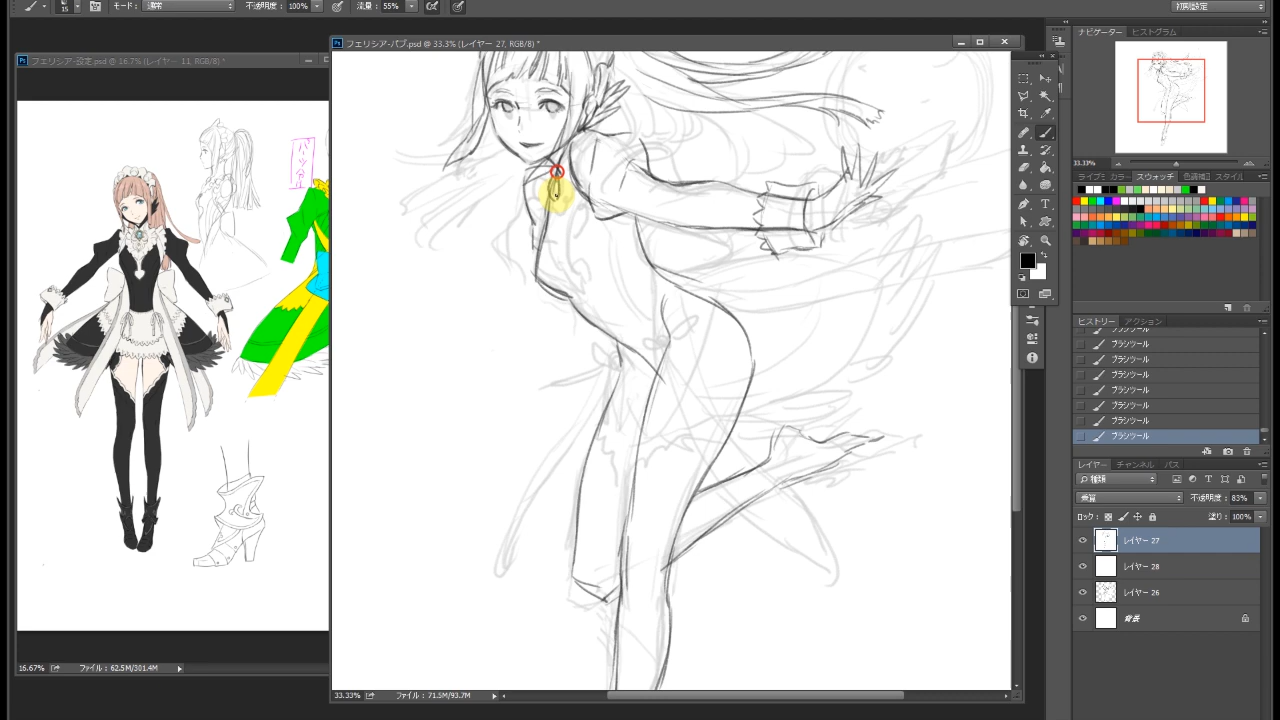 15
モード： 通常
不透明度： 100%
流量： 55%
初期設定
フェリシア-設定.psd @ 16.7% (レイヤー 11, RGB/8) *
フェリシア-パブ.psd @ 33.3% (レイヤー 27, RGB/8) *
ナビゲーター ヒストグラム
33.33%
カラー スウォッチ 色調補正 スタイル
ヒストリー アクション
ブラシツール
ブラシツール
ブラシツール
ブラシツール
ブラシツール
ブラシツール
ブラシツール
レイヤー チャンネル パス
種類
乗算 不透明度： 83%
ロック： 塗り： 100%
レイヤー 27
レイヤー 28
レイヤー 26
背景
16.67% ファイル：62.5M/301.4M
33.33% ファイル：71.5M/93.7M